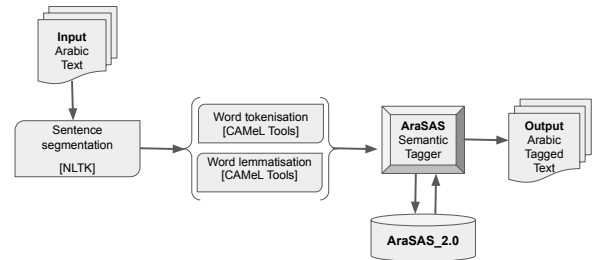 Input
Arabic
Text
Sentence
segmentation
[NLTK]
Word tokenisation
[CAMeL Tools]
Word lemmatisation
[CAMeL Tools]
AraSAS
Semantic
Tagger
AraSAS_2.0
Output
Arabic
Tagged
Text